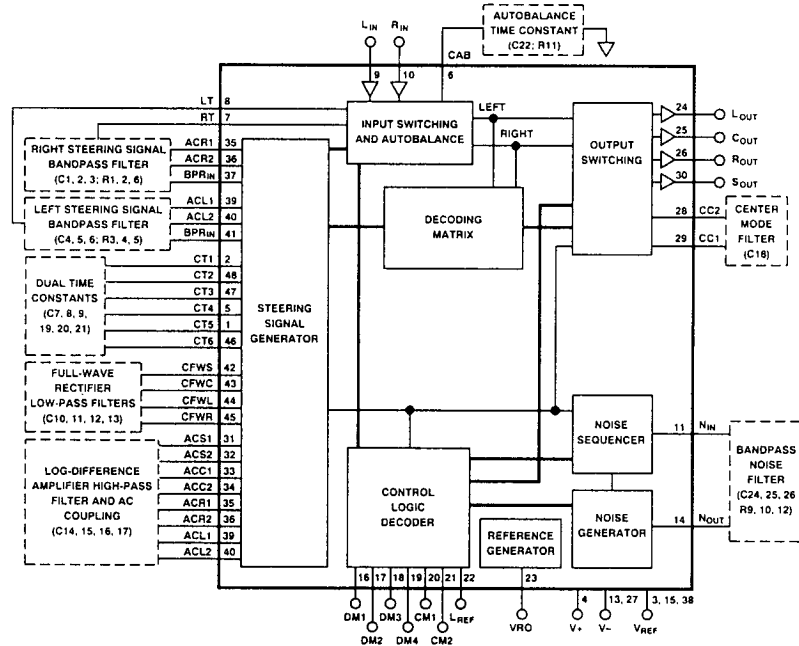 AUTOBALANCE
TIME CONSTANT
(C22; R11)
LIN
RIN
CAB
9
10
6
LT
8
RT
7
INPUT SWITCHING
AND AUTOBALANCE
LEFT
RIGHT
OUTPUT
SWITCHING
24
LOUT
25
COUT
26
ROUT
30
SOUT
28
CC2
29
CC1
CENTER
MODE
FILTER
(C18)
RIGHT STEERING SIGNAL
BANDPASS FILTER
(C1, 2, 3; R1, 2, 6)
ACR1
35
ACR2
36
BPRIN
37
LEFT STEERING SIGNAL
BANDPASS FILTER
(C4, 5, 6; R3, 4, 5)
ACL1
39
ACL2
40
BPRIN
41
DECODING
MATRIX
DUAL TIME
CONSTANTS
(C7, 8, 9,
19, 20, 21)
CT1
2
CT2
48
CT3
47
CT4
5
CT5
1
CT6
46
STEERING
SIGNAL
GENERATOR
FULL-WAVE
RECTIFIER
LOW-PASS FILTERS
(C10, 11, 12, 13)
CFWS
42
CFWC
43
CFWL
44
CFWR
45
LOG-DIFFERENCE
AMPLIFIER HIGH-PASS
FILTER AND AC
COUPLING
(C14, 15, 16, 17)
ACS1
31
ACS2
32
ACC1
33
ACC2
34
ACR1
35
ACR2
36
ACL1
39
ACL2
40
CONTROL
LOGIC
DECODER
NOISE
SEQUENCER
11
NIN
NOISE
GENERATOR
14
NOUT
BANDPASS
NOISE
FILTER
(C24, 25, 26
R9, 10, 12)
REFERENCE
GENERATOR
16
17
18
19
20
21
22
23
4
13, 27
3, 15, 38
DM1
DM2
DM3
DM4
CM1
CM2
LREF
VRO
V+
V−
VREF